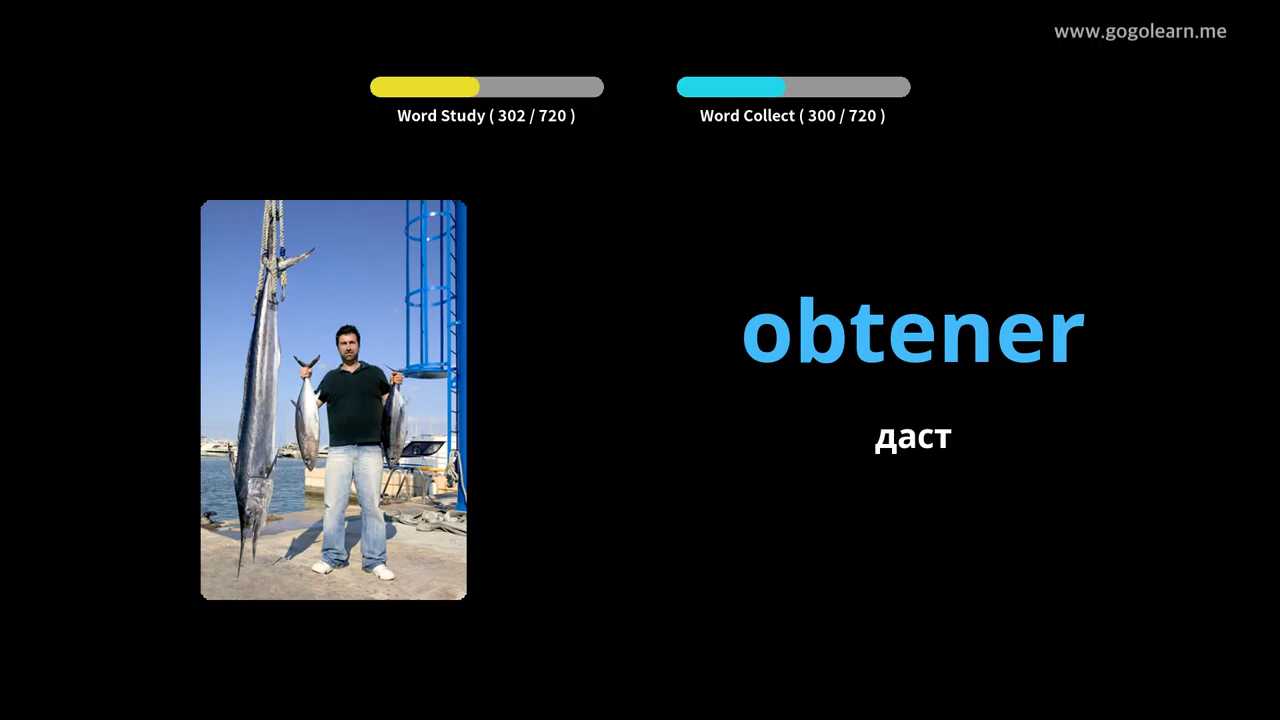 www.gogolearn.me
Word Study ( 302 / 720 )
Word Collect ( 300 / 720 )
obtener
даст